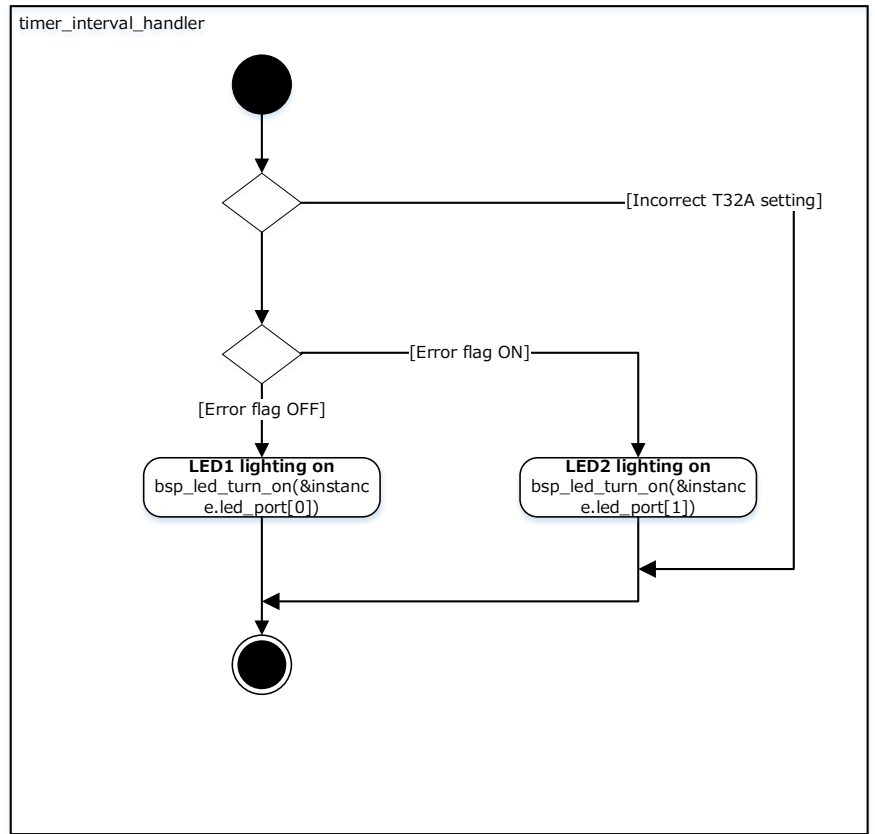 timer_interval_handler
[Incorrect T32A setting]
[Error flag ON]
[Error flag OFF]
LED1 lighting on
bsp_led_turn_on(&instanc
e.led_port[0])
LED2 lighting on
bsp_led_turn_on(&instanc
e.led_port[1])